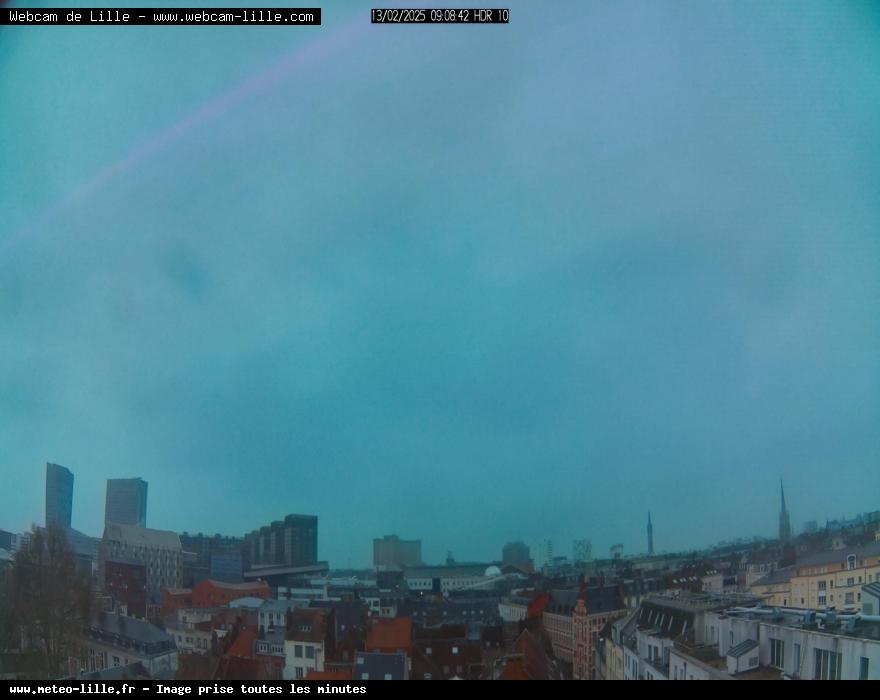 Webcam de Lille - www.webcam-lille.com
13/02/2025 09:08:42 HDR 10
www.meteo-lille.fr - Image prise toutes les minutes